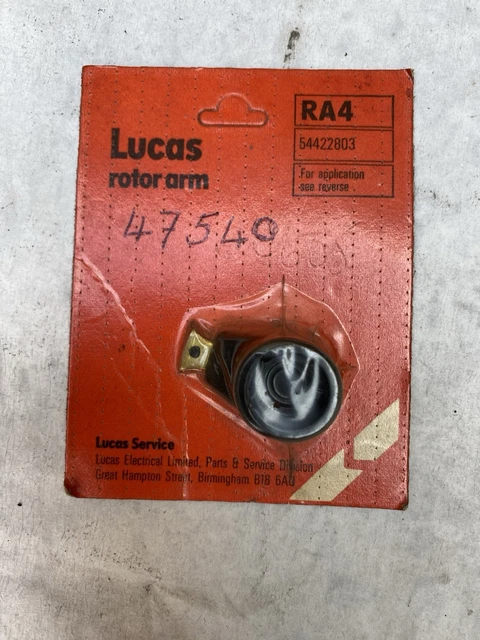 RA4
54422803
For application
see reverse
Lucas
rotor arm
47540
Lucas Service
Lucas Electrical Limited, Parts & Service Division
Great Hampton Street, Birmingham B18 6AU